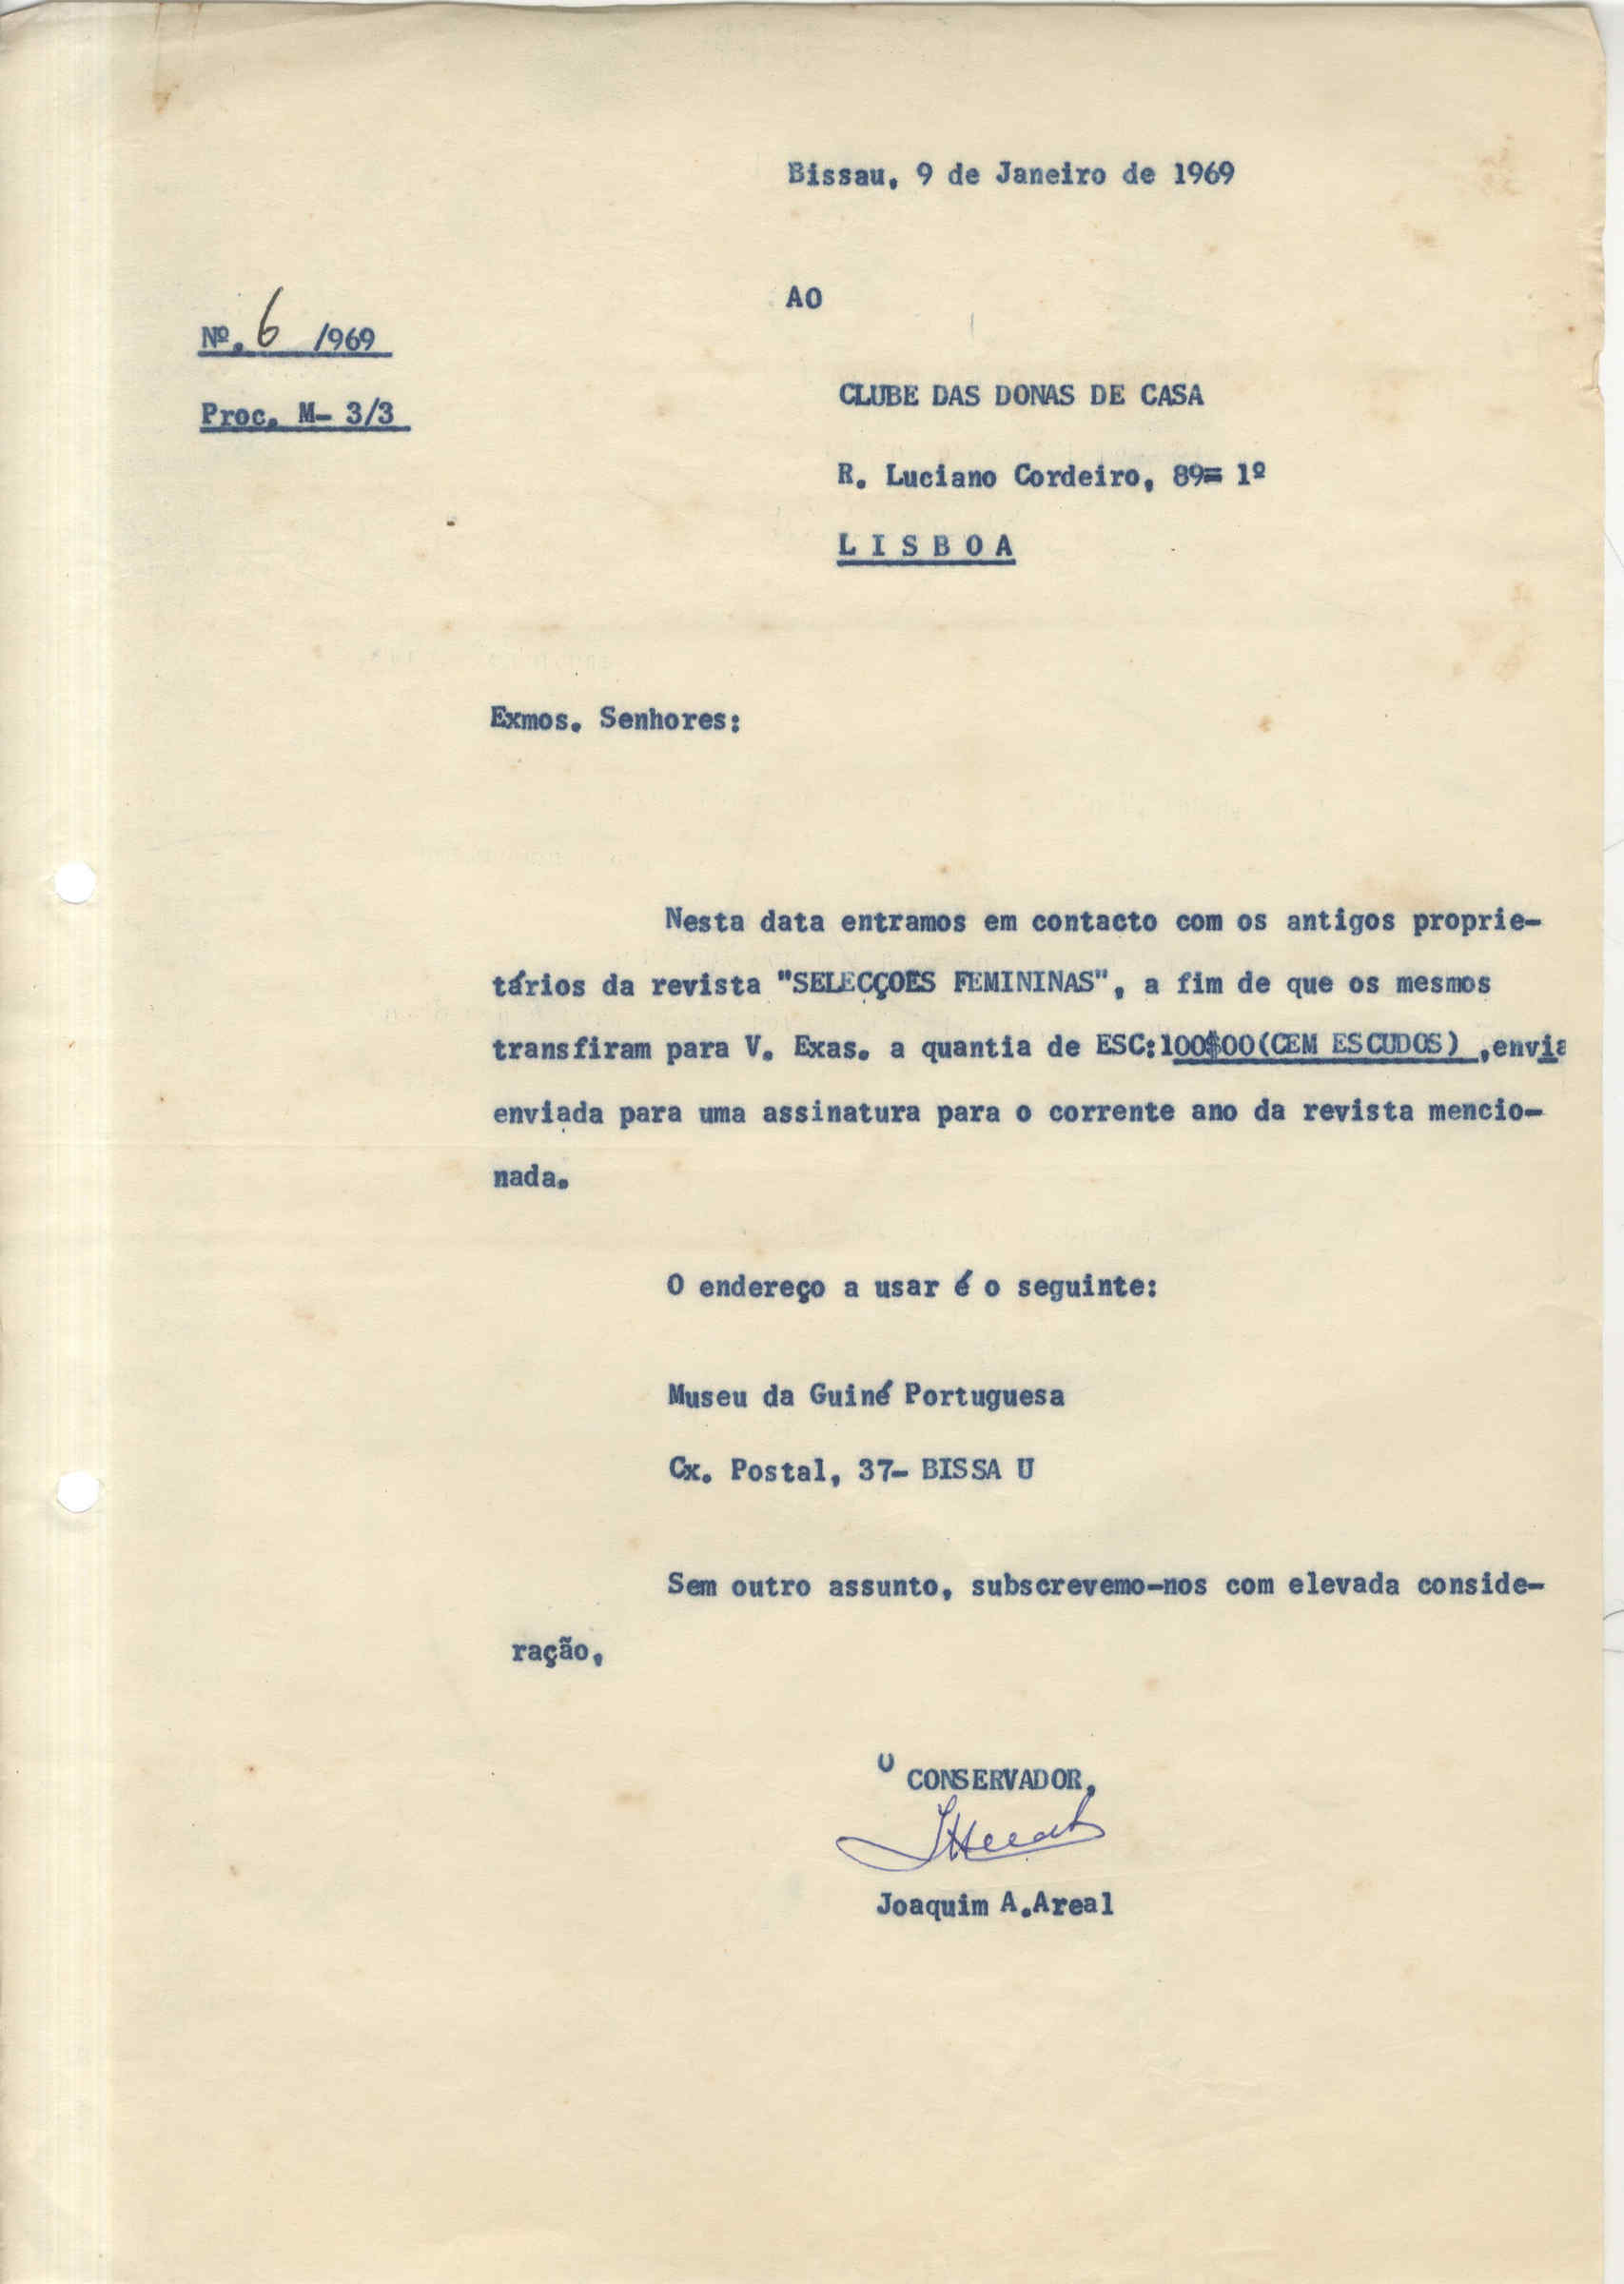 Bissau, 9 de Janeiro de 1969
AO
Nº. 6 /969
CLUBE DAS DONAS DE CASA
Proc. M- 3/3
R. Luciano Cordeiro, 89= 1º
L I S B O A
Exmos. Senhores:
Nesta data entramos em contacto com os antigos proprie-
tários da revista "SELECÇOES FEMININAS", a fim de que os mesmos
transfiram para V. Exas. a quantia de ESC:100$00(CEM ESCUDOS) ,envia
enviada para uma assinatura para o corrente ano da revista mencio-
nada.
O endereço a usar é o seguinte:
Museu da Guiné Portuguesa
Cx. Postal, 37- BISSA U
Sem outro assunto, subscrevemo-nos com elevada conside-
ração,
O CONSERVADOR,
Joaquim A.Areal